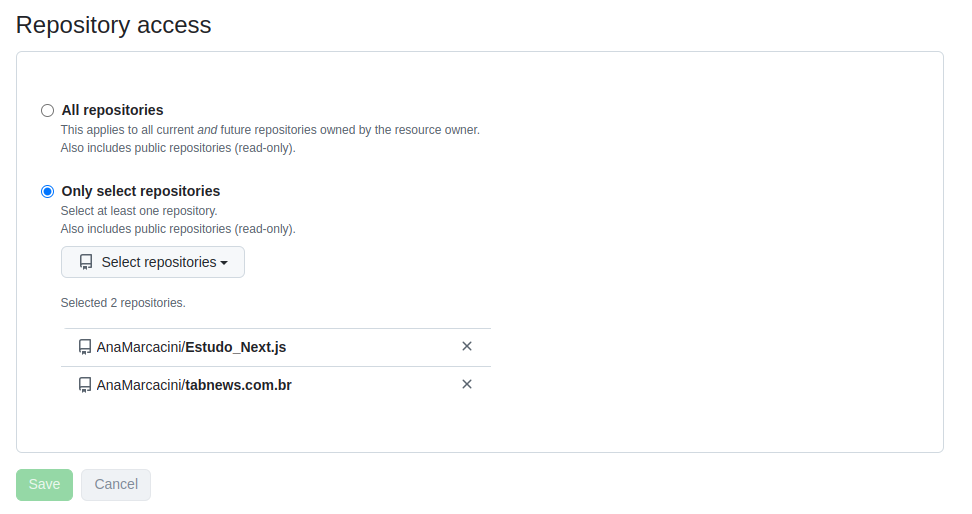 Repository access
All repositories
This applies to all current and future repositories owned by the resource owner.
Also includes public repositories (read-only).
Only select repositories
Select at least one repository.
Also includes public repositories (read-only).
Select repositories
Selected 2 repositories.
AnaMarcacini/Estudo_Next.js
AnaMarcacini/tabnews.com.br
Save Cancel